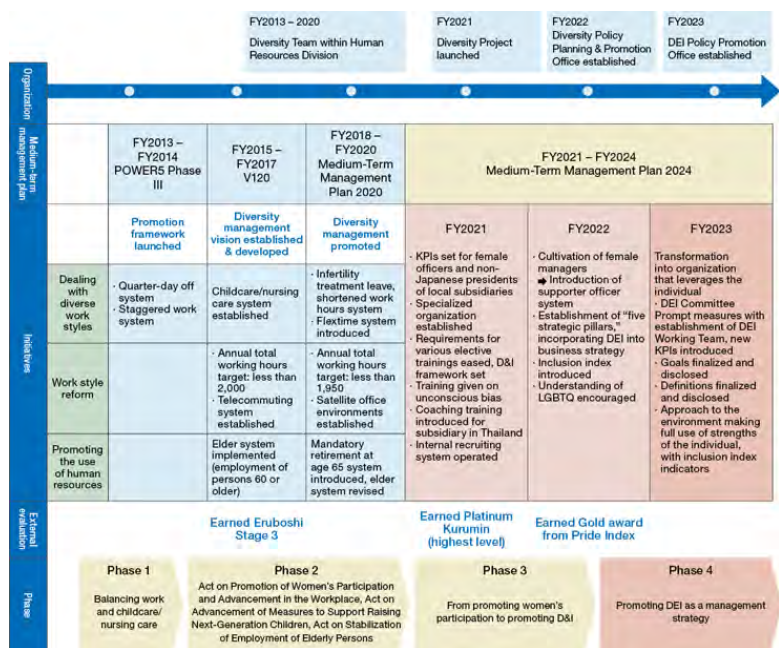 FY2013 – 2020
Diversity Team within Human
Resources Division
FY2021
Diversity Project
launched
FY2022
Diversity Policy
Planning & Promotion
Office established
FY2023
DEI Policy Promotion
Office established
Organization
Medium-term
management plan
FY2013 –
FY2014
POWER5 Phase
III
FY2015 –
FY2017
V120
FY2018 –
FY2020
Medium-Term
Management
Plan 2020
FY2021 – FY2024
Medium-Term Management Plan 2024
Initiatives
Promotion
framework
launched
Diversity
management
vision established
& developed
Diversity
management
promoted
Dealing
with
diverse
work
styles
· Quarter-day off
system
· Staggered work
system
Childcare/nursing
care system
established
· Infertility
treatment leave,
shortened work
hours system
· Flextime system
introduced
Work style
reform
· Annual total
working hours
target: less than
2,000
· Telecommuting
system
established
· Annual total
working hours
target: less than
1,950
· Satellite office
environments
established
Promoting
the use
of human
resources
Elder system
implemented
(employment of
persons 60 or
older)
Mandatory
retirement at
age 65 system
introduced, elder
system revised
FY2021
· KPIs set for female
officers and non-
Japanese presidents
of local subsidiaries
· Specialized
organization
established
· Requirements for
various elective
trainings eased, D&I
framework set
· Training given on
unconscious bias
· Coaching training
introduced for
subsidiary in Thailand
· Internal recruiting
system operated
FY2022
· Cultivation of female
managers
➡ Introduction of
supporter officer
system
· Establishment of “five
strategic pillars,”
incorporating DEI into
business strategy
· Inclusion index
introduced
· Understanding of
LGBTQ encouraged
FY2023
Transformation
into organization
that leverages the
individual
· DEI Committee
Prompt measures with
establishment of DEI
Working Team, new
KPIs introduced
· Goals finalized and
disclosed
· Definitions finalized
and disclosed
· Approach to the
environment making
full use of strengths
of the individual,
with inclusion index
indicators
External
evaluation
Earned Eruboshi
Stage 3
Earned Platinum
Kurumin
(highest level)
Earned Gold award
from Pride Index
Phase
Phase 1
Balancing work
and childcare/
nursing care
Phase 2
Act on Promotion of Women’s Participation
and Advancement in the Workplace, Act on
Advancement of Measures to Support Raising
Next-Generation Children, Act on Stabilization
of Employment of Elderly Persons
Phase 3
From promoting women’s
participation to promoting D&I
Phase 4
Promoting DEI as a management
strategy